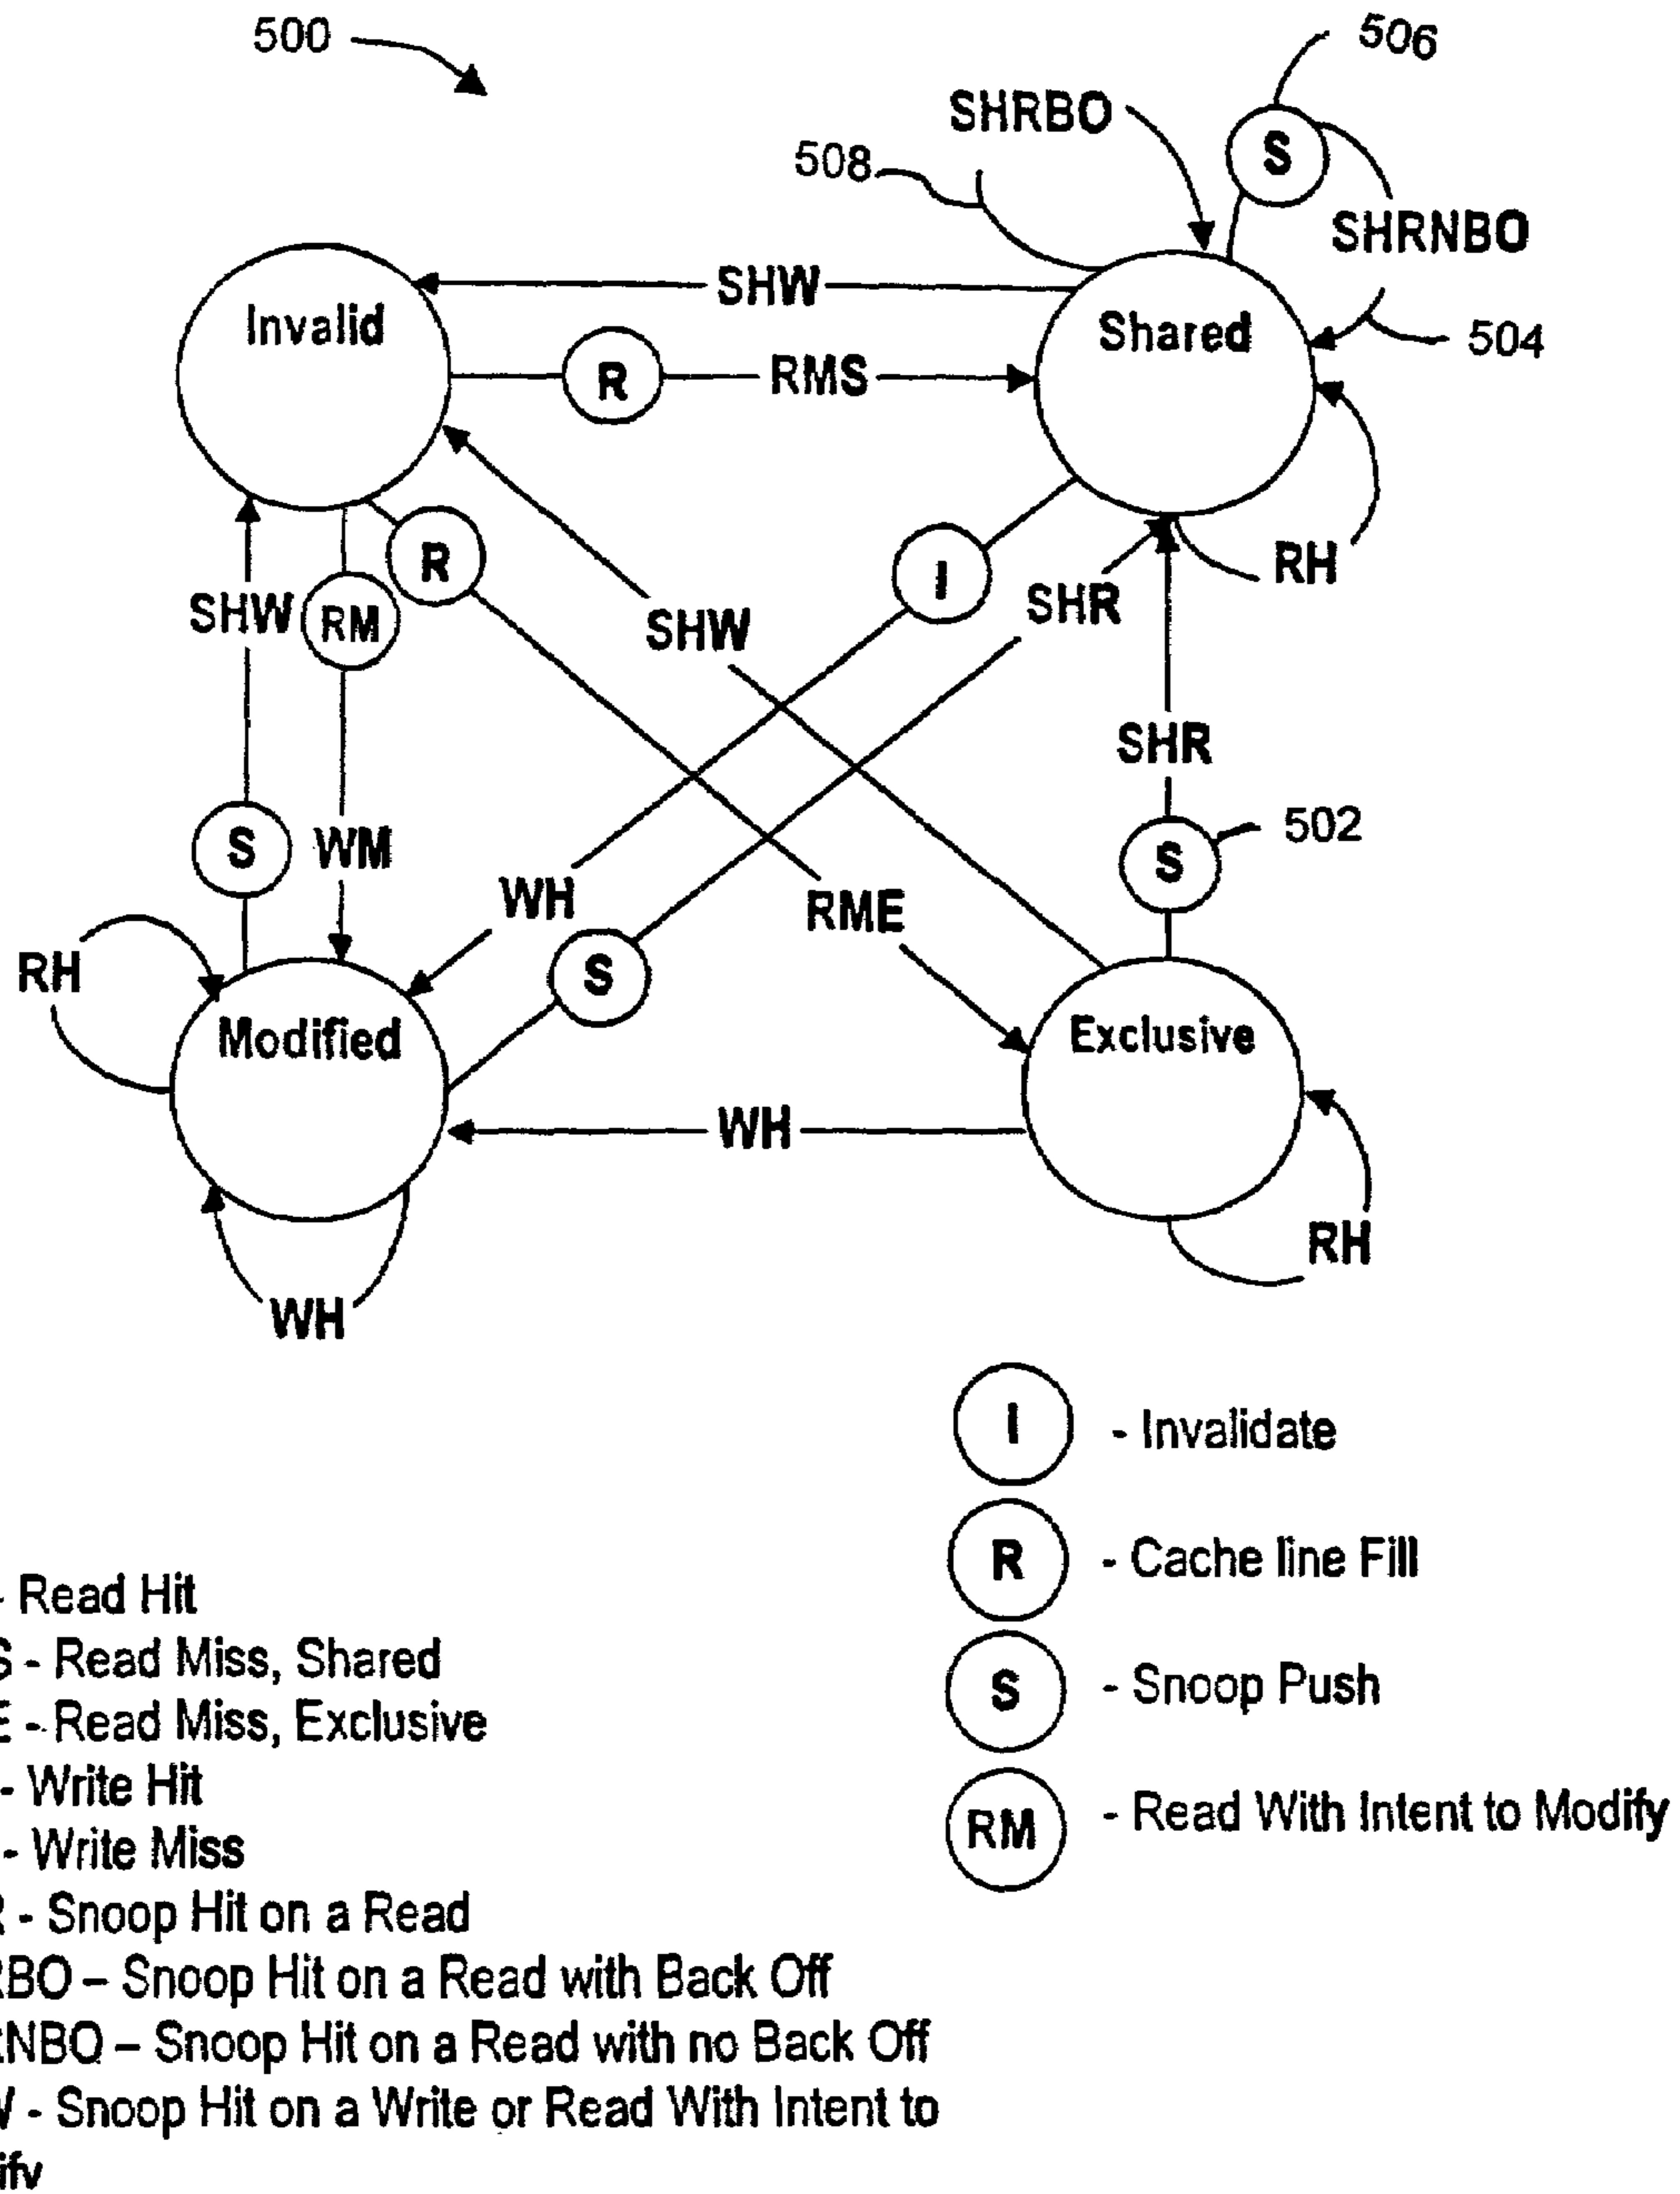 500
506
SHRBO
S
508
SHRNBO
SHW
Invalid
Shared
504
R
RMS
R
I
RH
SHW
RM
SHR
SHW
SHR
S
WM
502
S
WH
RME
RH
S
Modified
Exclusive
WH
RH
WH
I - Invalidate
R - Cache line Fill
S - Snoop Push
RM - Read With Intent to Modify
- Read Hit
S - Read Miss, Shared
E - Read Miss, Exclusive
- Write Hit
- Write Miss
R - Snoop Hit on a Read
RBO – Snoop Hit on a Read with Back Off
NBO – Snoop Hit on a Read with no Back Off
W - Snoop Hit on a Write or Read With Intent to
ify